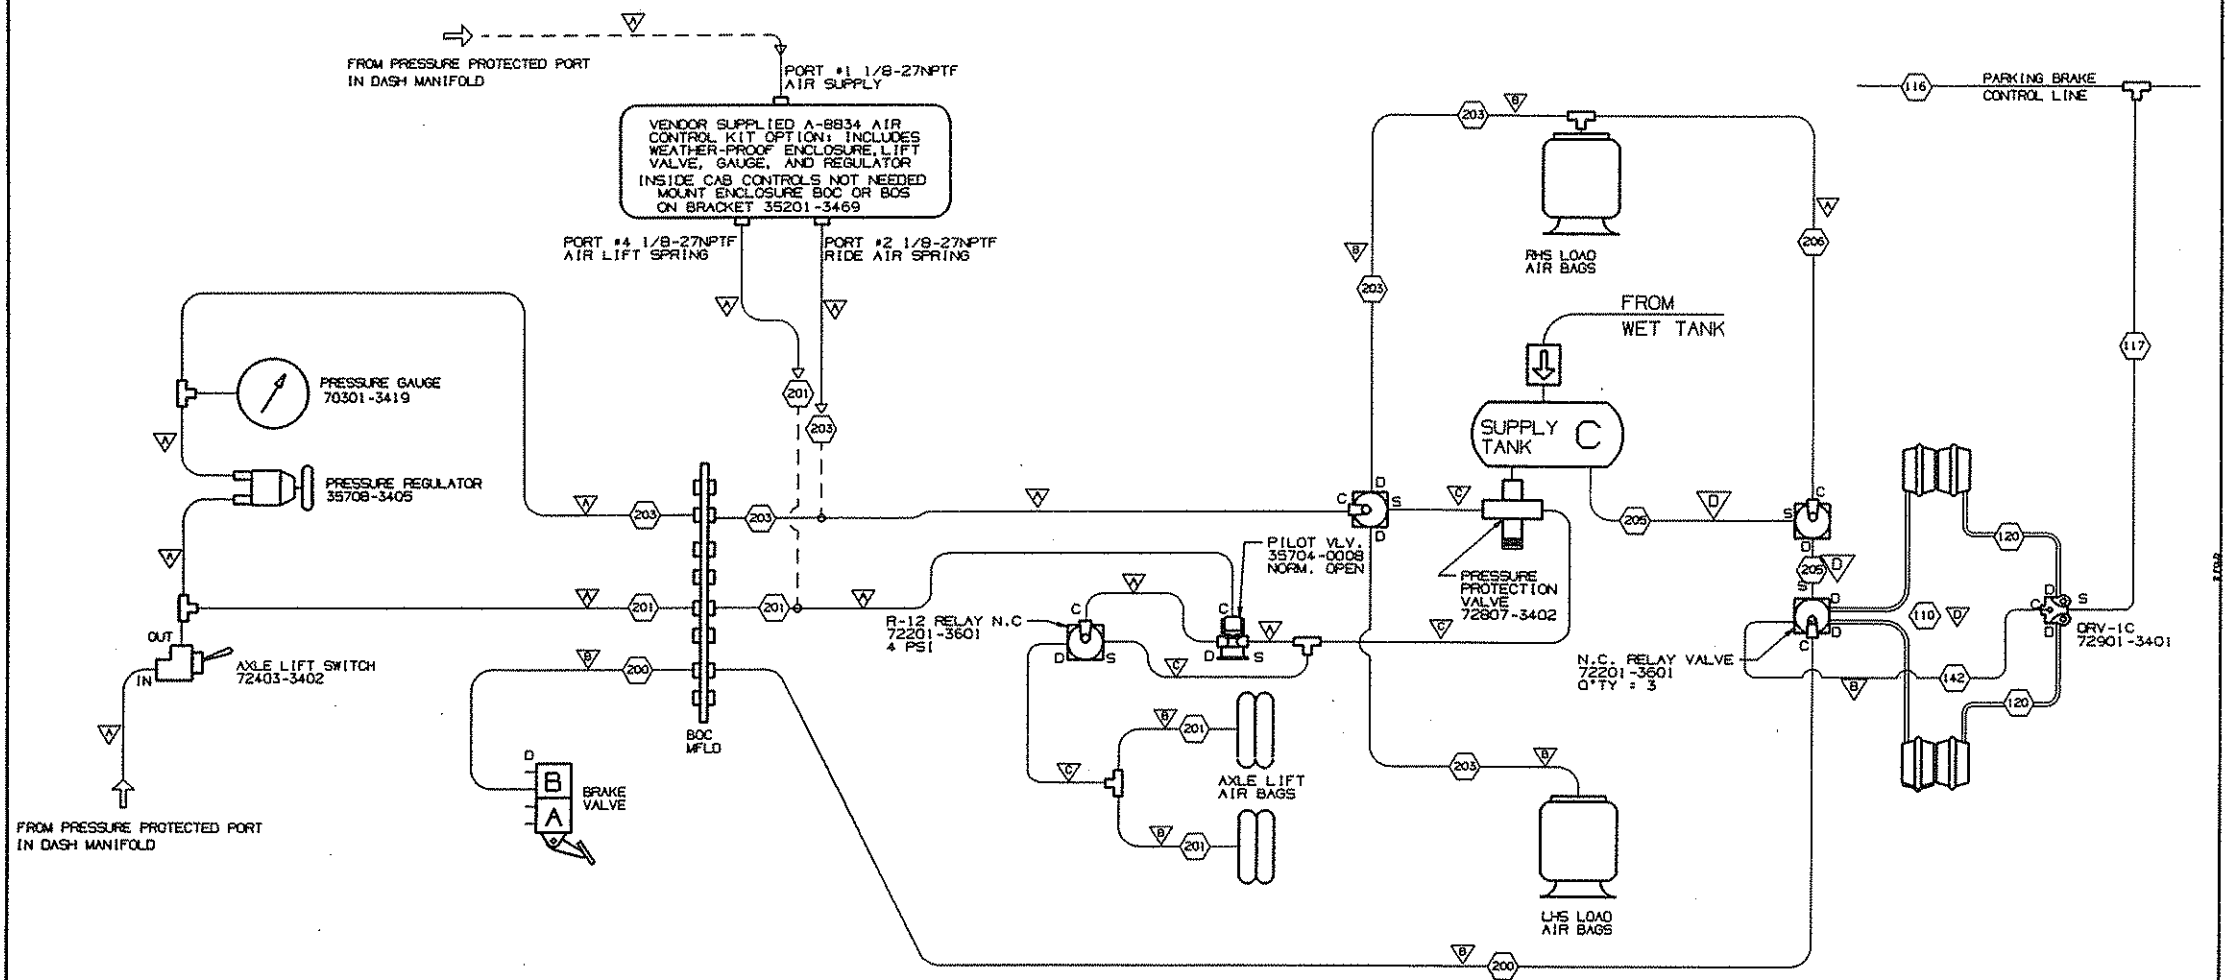 A
FROM PRESSURE PROTECTED PORT
IN DASH MANIFOLD
PORT #1 1/8-27NPTF
AIR SUPPLY
VENDOR SUPPLIED A-8834 AIR
CONTROL KIT OPTION: INCLUDES
WEATHER-PROOF ENCLOSURE, LIFT
VALVE, GAUGE, AND REGULATOR
INSIDE CAB CONTROLS NOT NEEDED
MOUNT ENCLOSURE BOC OR BOS
ON BRACKET 35201-3469
PORT #4 1/8-27NPTF
AIR LIFT SPRING
PORT #2 1/8-27NPTF
RIDE AIR SPRING
A
A
201
203
PRESSURE GAUGE
70301-3419
A
PRESSURE REGULATOR
35708-3405
A
OUT
IN
AXLE LIFT SWITCH
72403-3402
A
FROM PRESSURE PROTECTED PORT
IN DASH MANIFOLD
A
203
203
A
A
201
201
A
B
200
BOC
MFLD
D
B
A
BRAKE
VALVE
R-12 RELAY N.C
72201-3601
4 PSI
C
D
S
A
C
PILOT VLV.
35704-0008
NORM. OPEN
C
D
S
A
C
C
B
201
B
201
AXLE LIFT
AIR BAGS
203
B
B
203
RHS LOAD
AIR BAGS
A
206
FROM
WET TANK
SUPPLY
TANK
C
C
D
S
D
C
PRESSURE
PROTECTION
VALVE
72807-3402
205
D
C
S
D
205
D
S
D
D
C
N.C. RELAY VALVE
72201-3601
Q'TY = 3
203
B
LHS LOAD
AIR BAGS
B
200
116
PARKING BRAKE
CONTROL LINE
117
120
110
D
D
C
S
D
QRV-1C
72901-3401
B
142
120